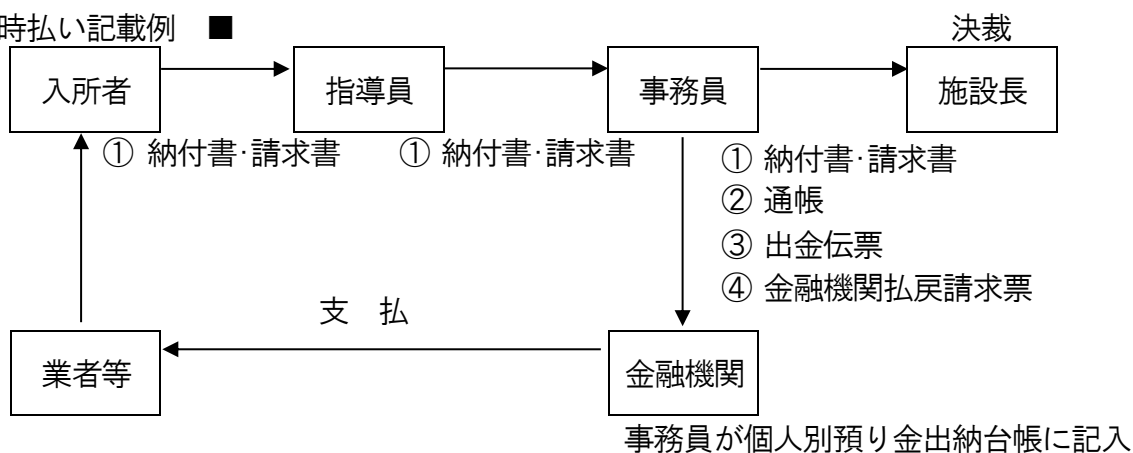 時払い記載例 ■
決裁
入所者
指導員
事務員
施設長
① 納付書・請求書
① 納付書・請求書
① 納付書・請求書
② 通帳
③ 出金伝票
④ 金融機関払戻請求票
支 払
業者等
金融機関
事務員が個人別預り金出納台帳に記入